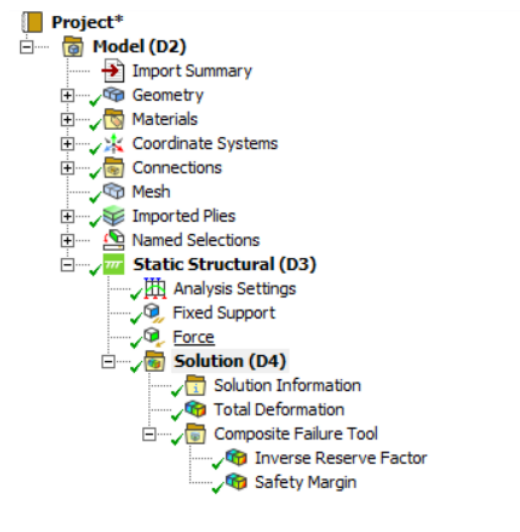 Project*
Model (D2)
Import Summary
Geometry
Materials
Coordinate Systems
Connections
Mesh
Imported Plies
Named Selections
Static Structural (D3)
Analysis Settings
Fixed Support
Force
Solution (D4)
Solution Information
Total Deformation
Composite Failure Tool
Inverse Reserve Factor
Safety Margin